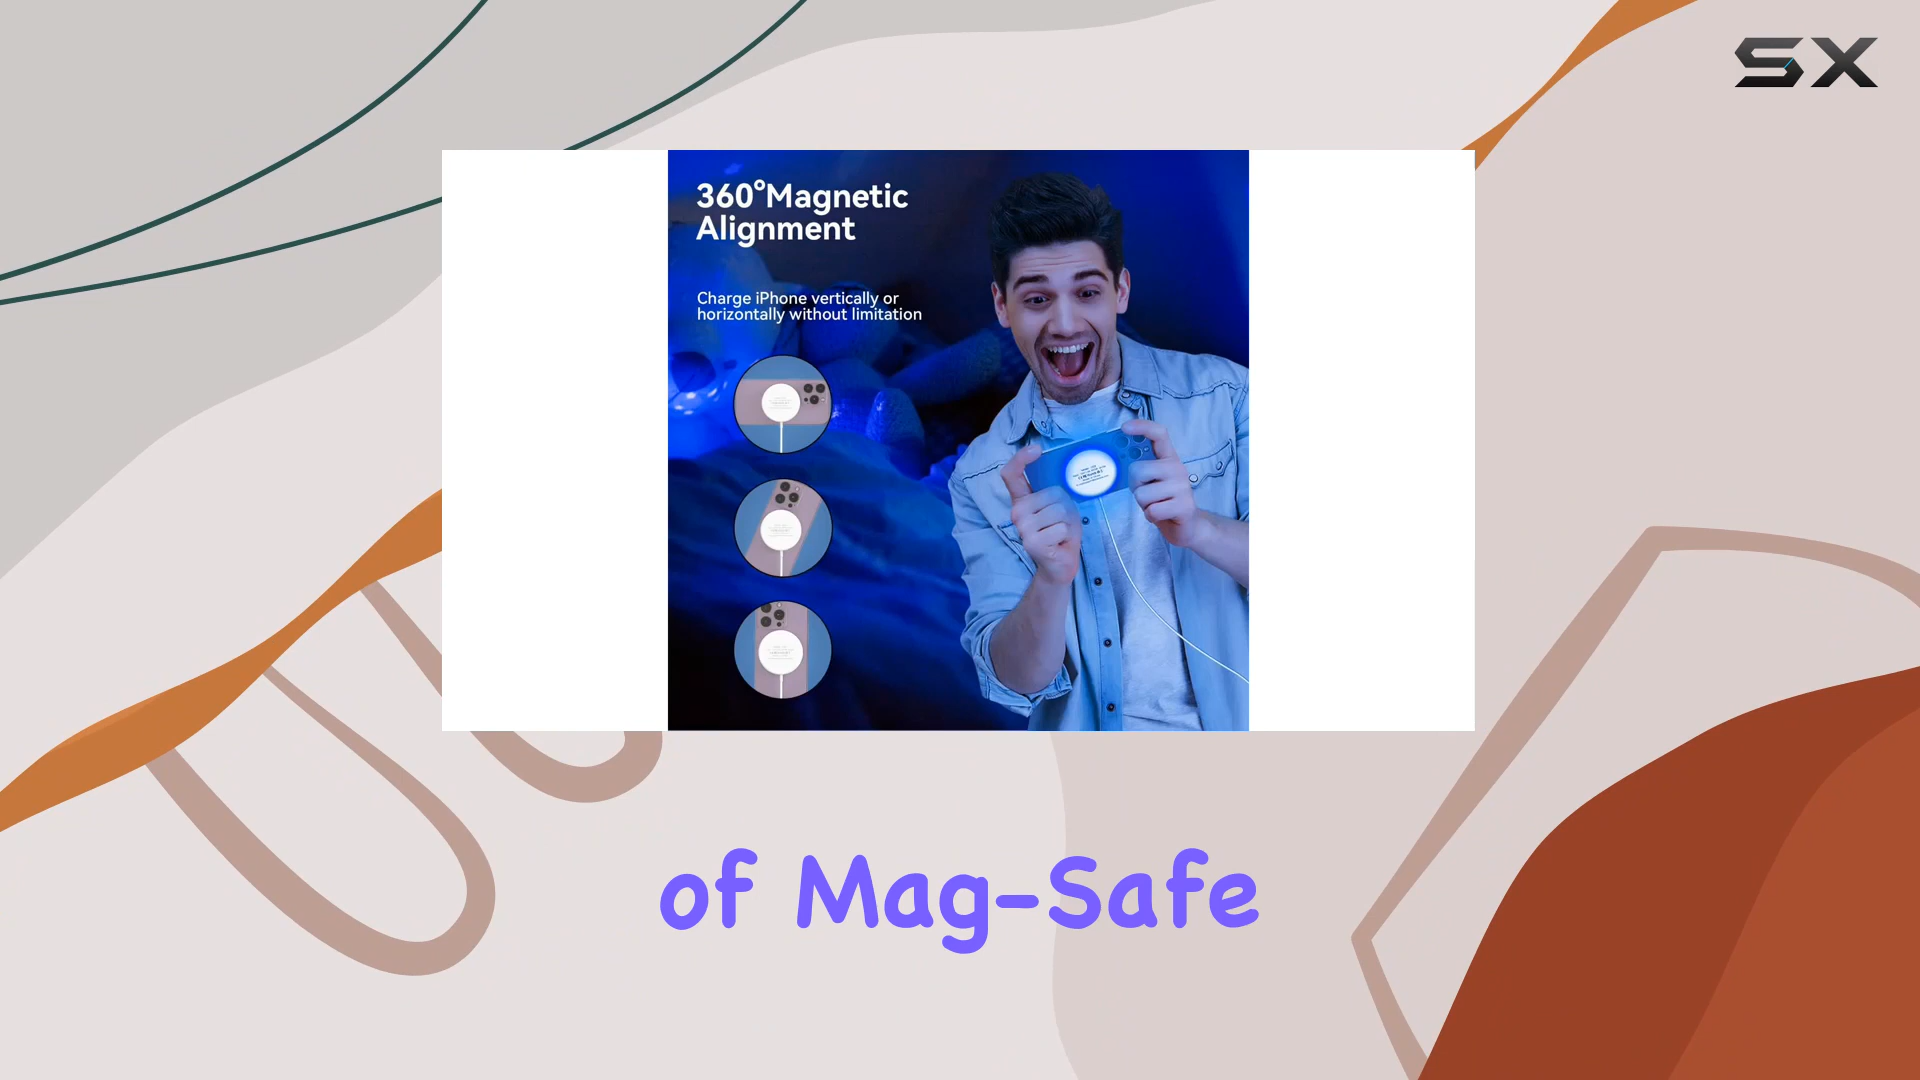 SX
360°Magnetic
Alignment
Charge iPhone vertically or
horizontally without limitation
of Mag-Safe